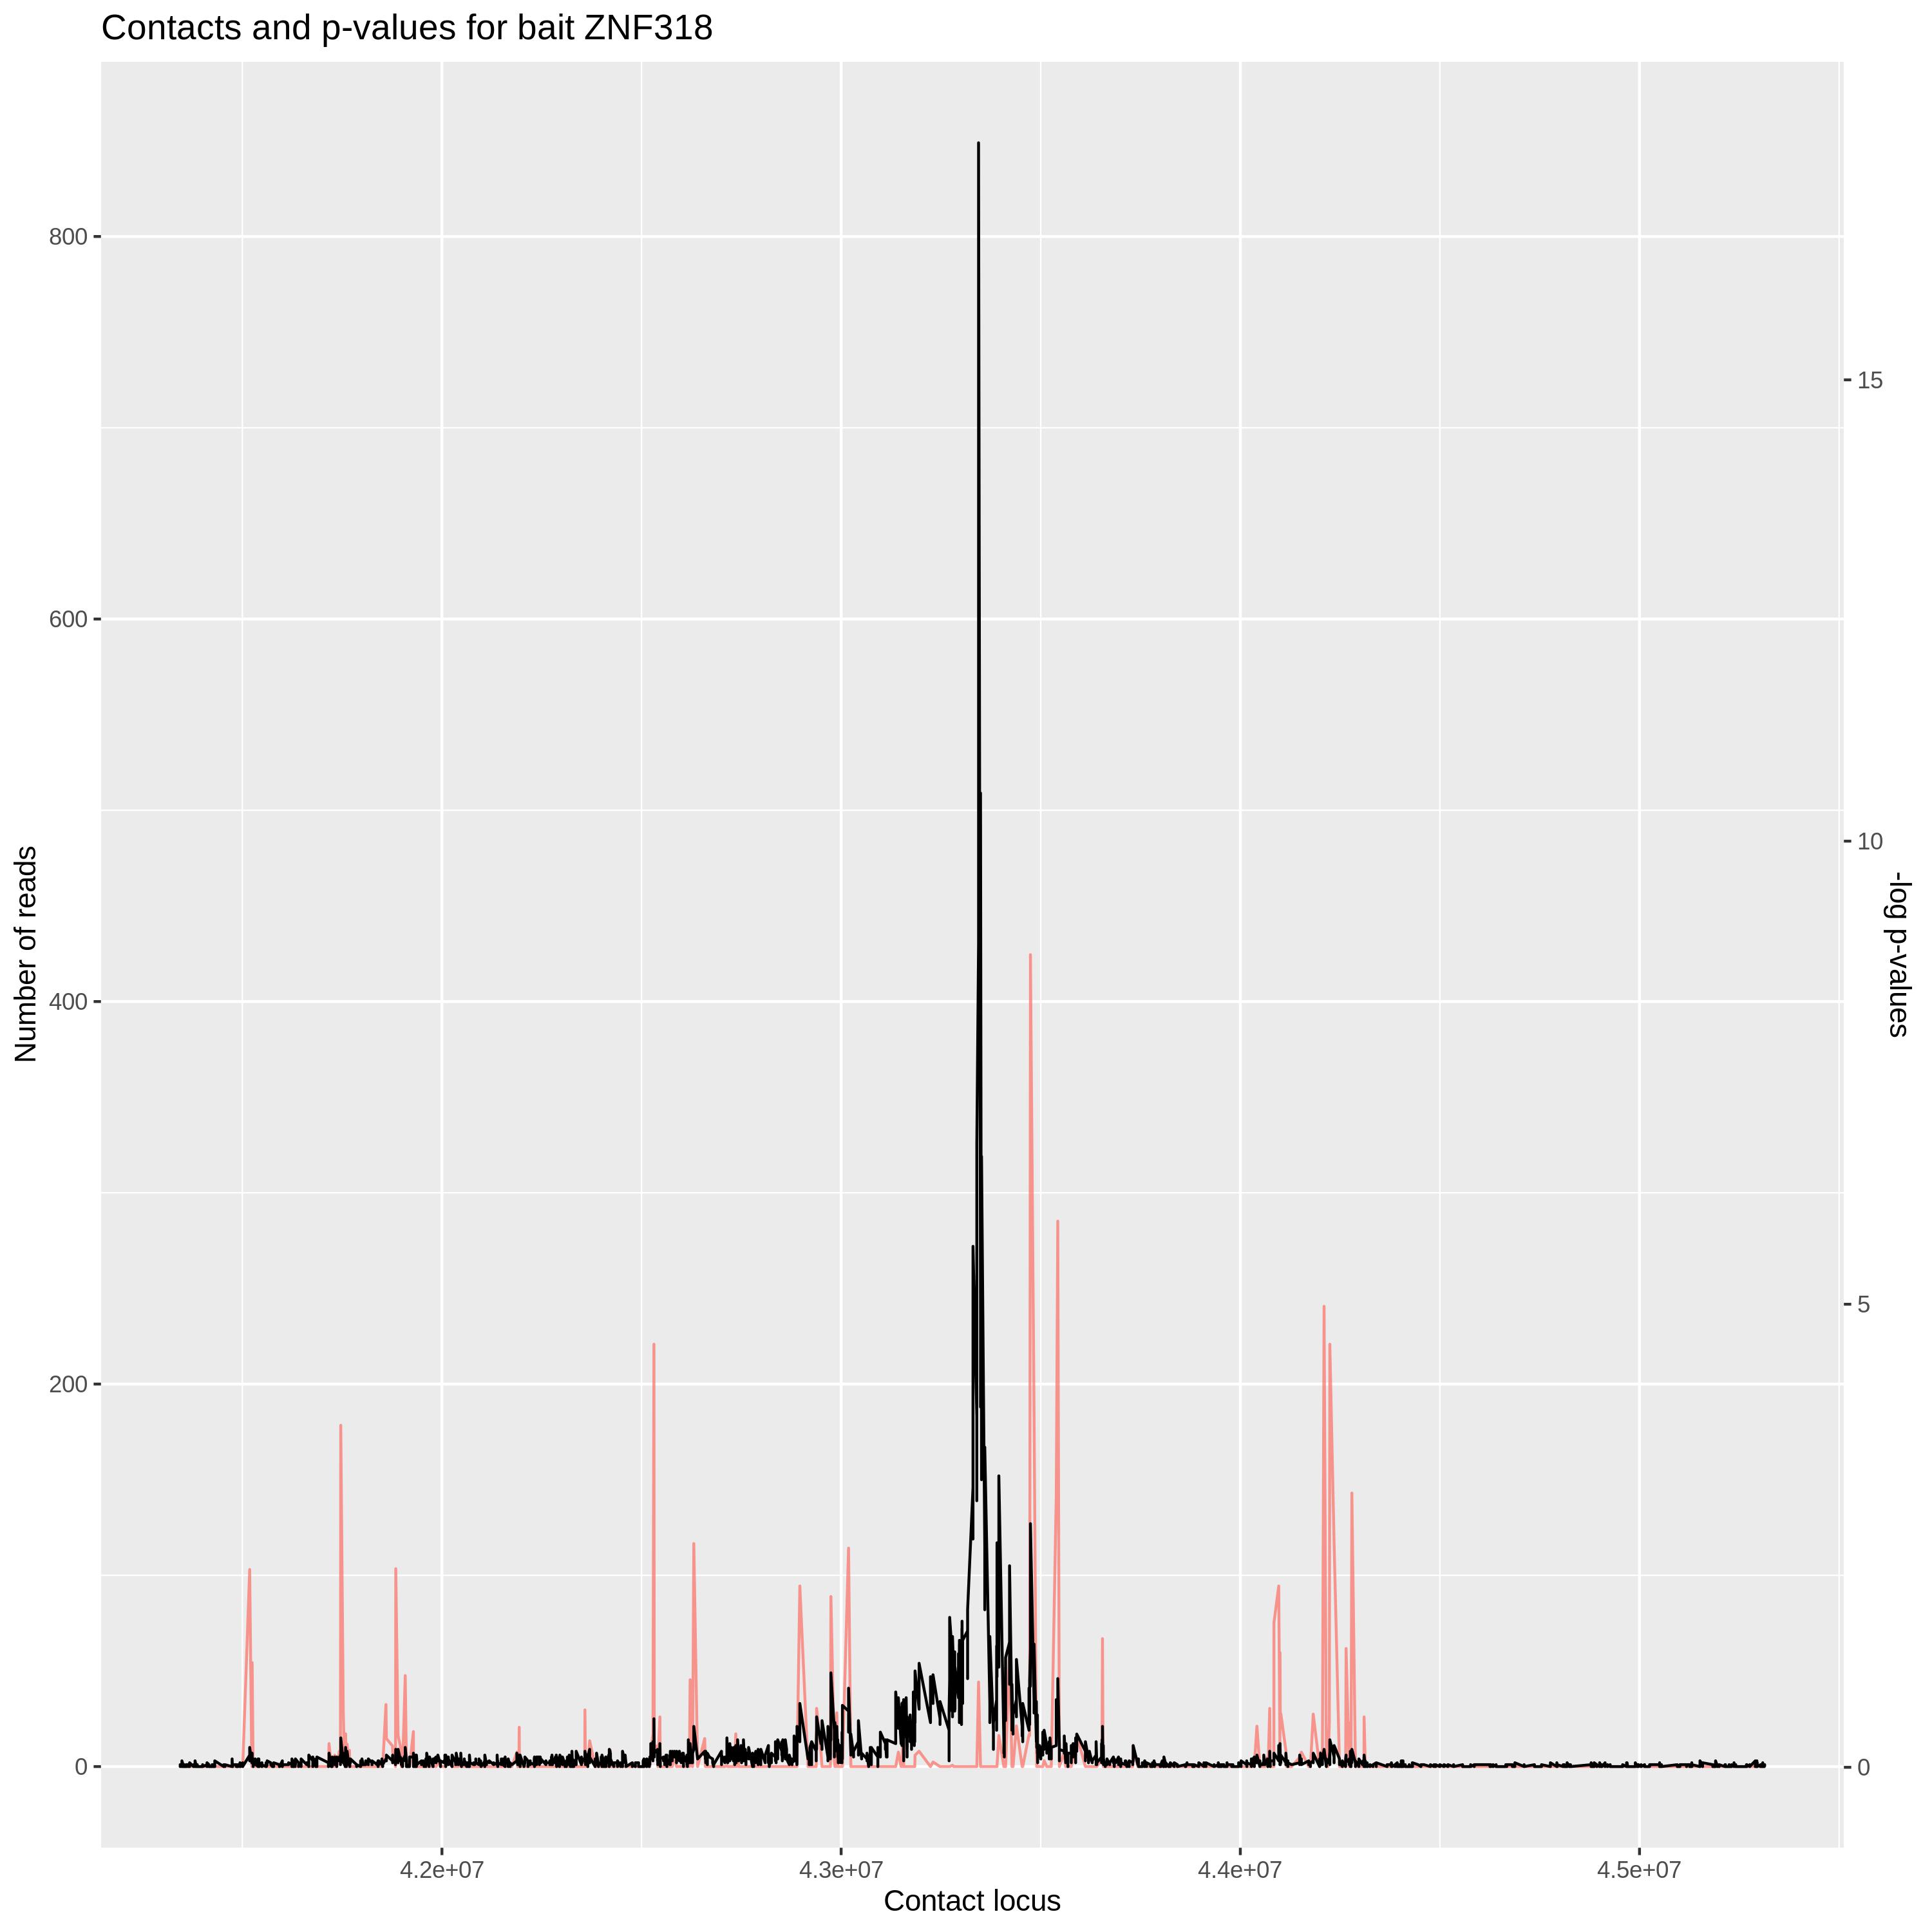 Contacts and p-values for bait ZNF318
800
600
400
200
0
Number of reads
15
10
5
0
-log p-values
4.2e+07
4.3e+07
4.4e+07
4.5e+07
Contact locus